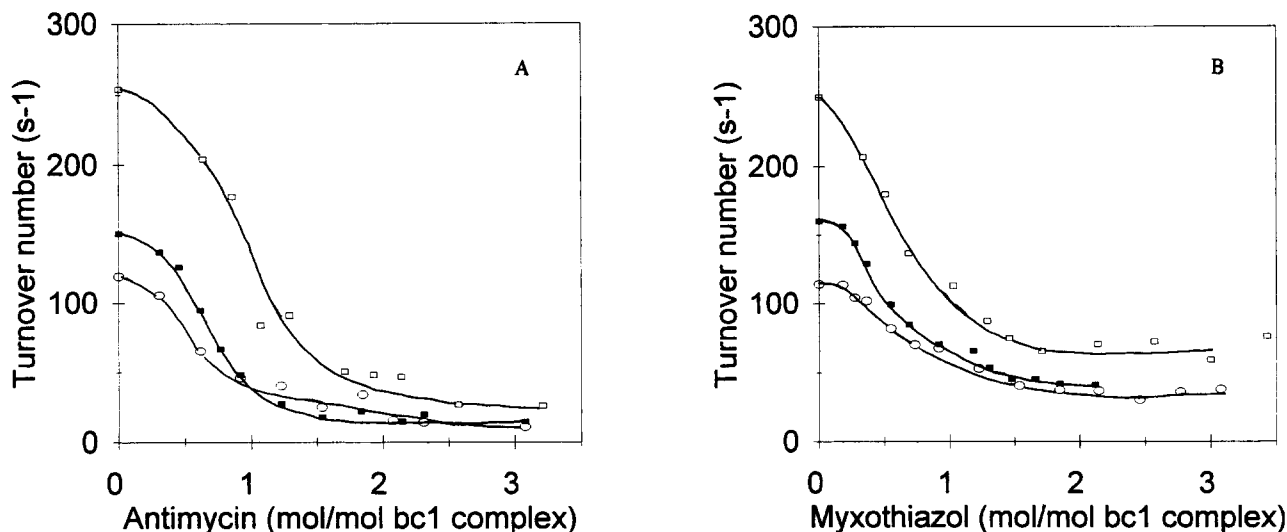 300
200
100
0
Turnover number (s-1)
A
0 1 2 3
Antimycin (mol/mol bc1 complex)
300
200
100
0
Turnover number (s-1)
B
0 1 2 3
Myxothiazol (mol/mol bc1 complex)